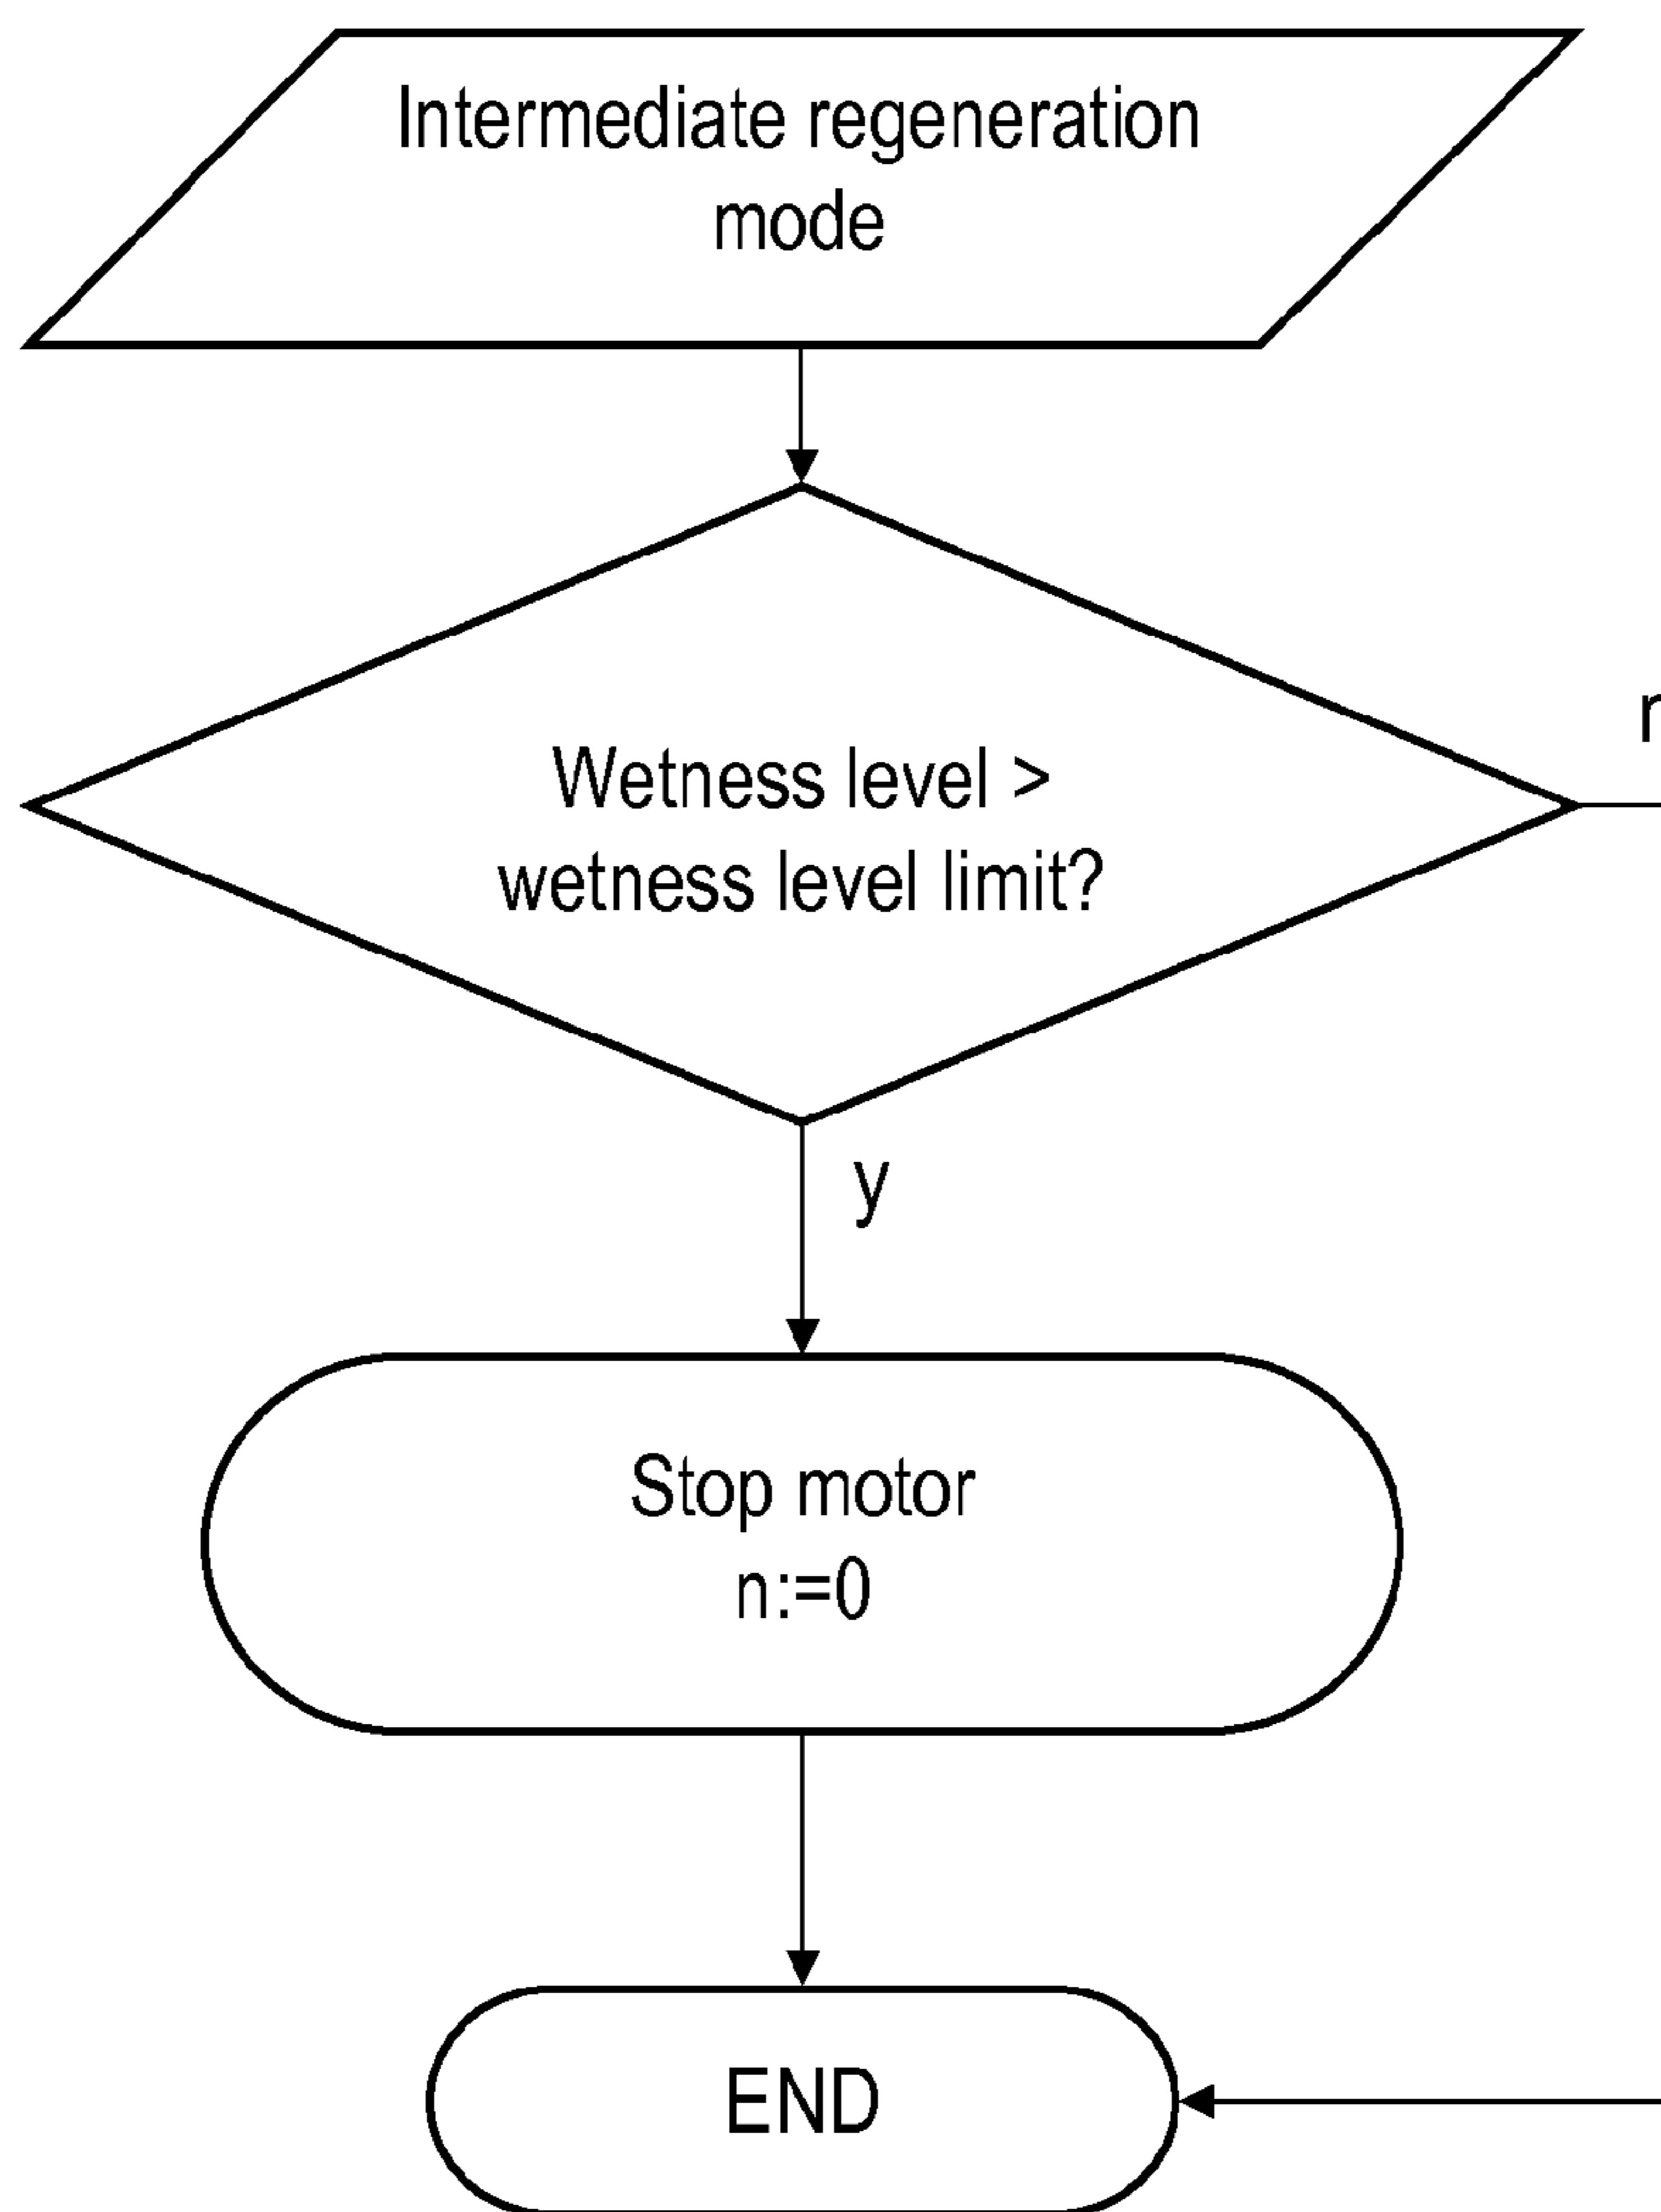 Intermediate regeneration
mode
Wetness level >
wetness level limit?
y
Stop motor
n:=0
END